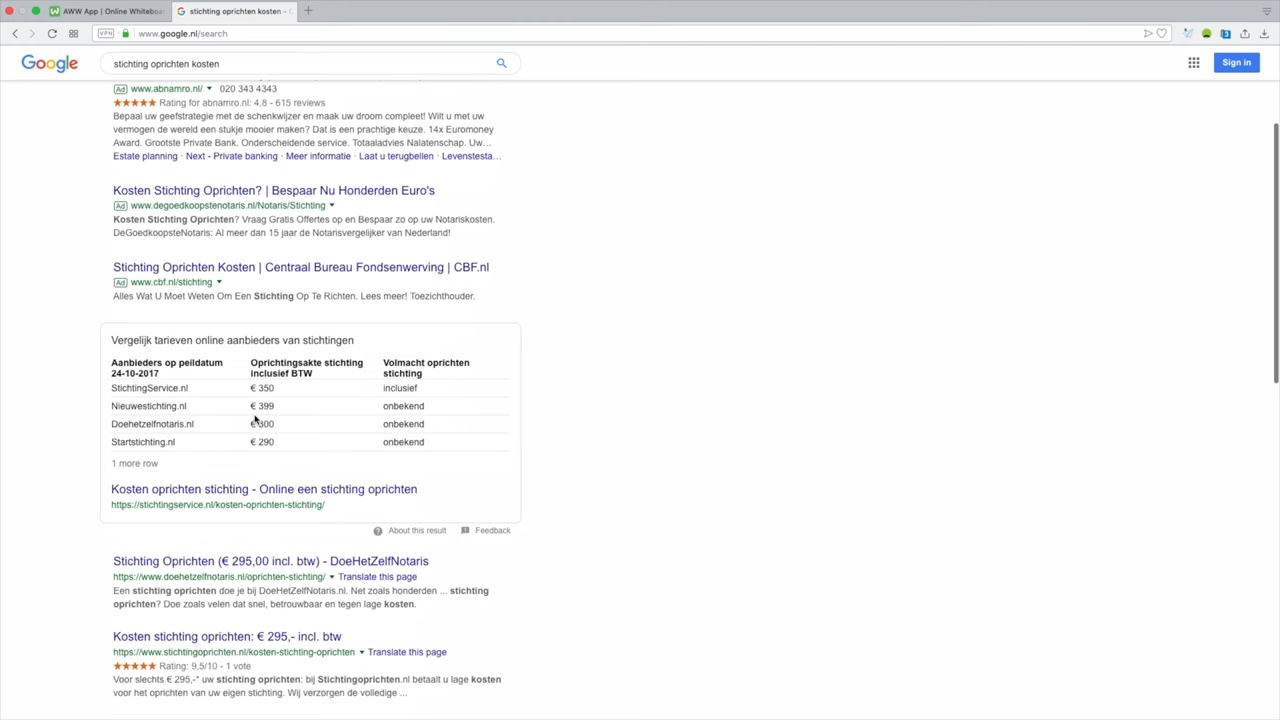 AWW App | Online Whiteboa
stichting oprichten kosten - G
VPN www.google.nl/search
Google stichting oprichten kosten Sign in
Ad www.abnamro.nl/ 020 343 4343
Rating for abnamro.nl: 4,8 - 615 reviews
Bepaal uw geefstrategie met de schenkwijzer en maak uw droom compleet! Wilt u met uw
vermogen de wereld een stukje mooier maken? Dat is een prachtige keuze. 14x Euromoney
Award. Grootste Private Bank. Onderscheidende service. Totaaladvies Nalatenschap. Uw…
Estate planning · Next - Private banking · Meer informatie · Laat u terugbellen · Levenstesta…
Kosten Stichting Oprichten? | Bespaar Nu Honderden Euro's
Ad www.degoedkoopstenotaris.nl/Notaris/Stichting
Kosten Stichting Oprichten? Vraag Gratis Offertes op en Bespaar zo op uw Notariskosten.
DeGoedkoopsteNotaris: Al meer dan 15 jaar de Notarisvergelijker van Nederland!
Stichting Oprichten Kosten | Centraal Bureau Fondsenwerving | CBF.nl
Ad www.cbf.nl/stichting
Alles Wat U Moet Weten Om Een Stichting Op Te Richten. Lees meer! Toezichthouder.
Vergelijk tarieven online aanbieders van stichtingen
Aanbieders op peildatum Oprichtingsakte stichting Volmacht oprichten
24-10-2017 inclusief BTW stichting
StichtingService.nl € 350 inclusief
Nieuwestichting.nl € 399 onbekend
Doehetzelfnotaris.nl € 300 onbekend
Startstichting.nl € 290 onbekend
1 more row
Kosten oprichten stichting - Online een stichting oprichten
https://stichtingservice.nl/kosten-oprichten-stichting/
About this result Feedback
Stichting Oprichten (€ 295,00 incl. btw) - DoeHetZelfNotaris
https://www.doehetzelfnotaris.nl/oprichten-stichting/ Translate this page
Een stichting oprichten doe je bij DoeHetZelfNotaris.nl. Net zoals honderden ... stichting
oprichten? Doe zoals velen dat snel, betrouwbaar en tegen lage kosten.
Kosten stichting oprichten: € 295,- incl. btw
https://www.stichtingoprichten.nl/kosten-stichting-oprichten Translate this page
Rating: 9,5/10 - 1 vote
Voor slechts € 295,-* uw stichting oprichten: bij Stichtingoprichten.nl betaalt u lage kosten
voor het oprichten van uw eigen stichting. Wij verzorgen de volledige ...